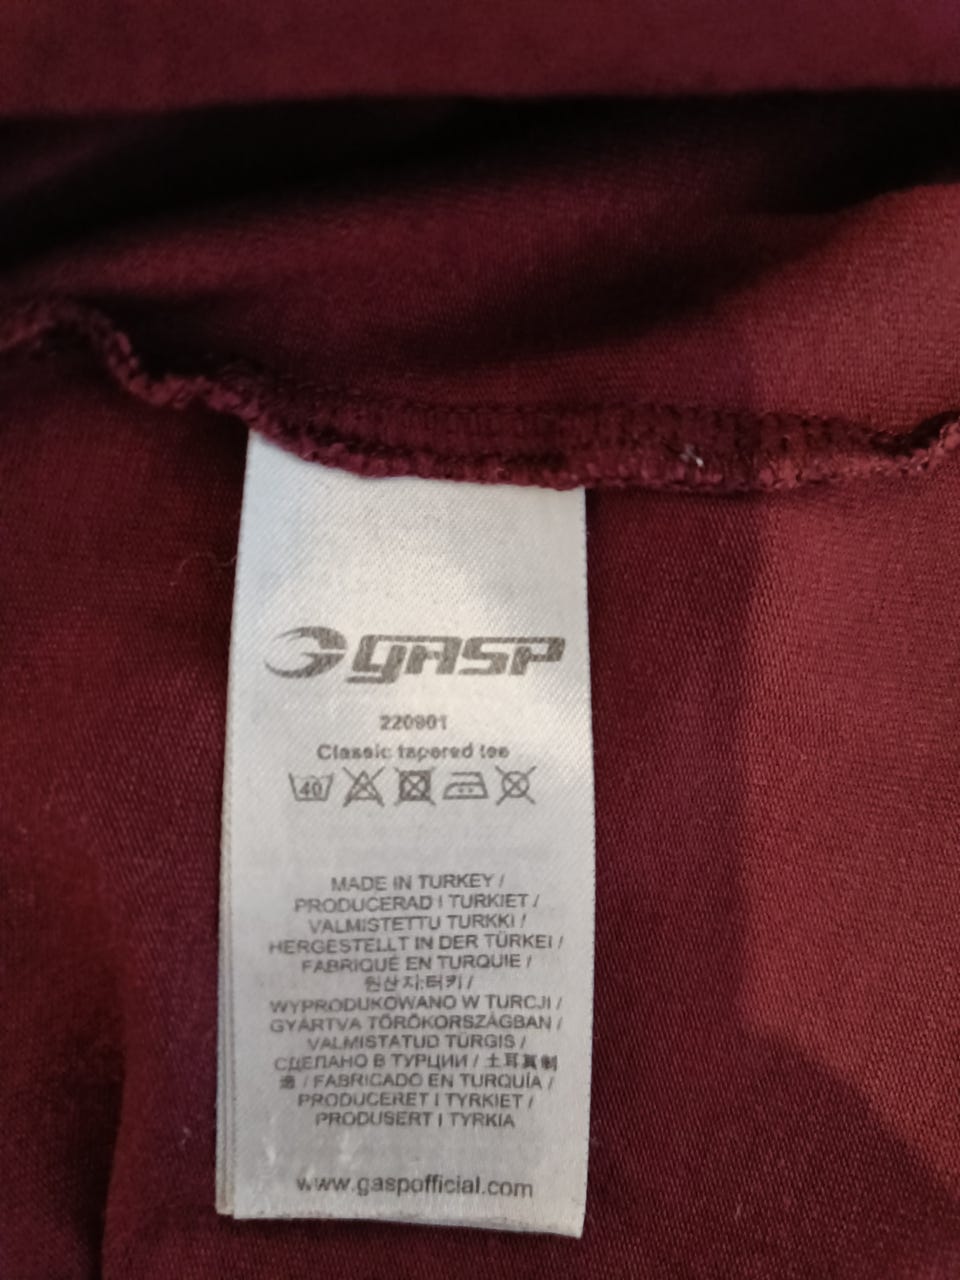 GASP
220901
Classic tapered tee
40
MADE IN TURKEY /
PRODUCERAD I TURKIET /
VALMISTETTU TURKKI /
HERGESTELLT IN DER TÜRKEI /
FABRIQUÉ EN TURQUIE /
원산지:터키 /
WYPRODUKOWANO W TURCJI /
GYÁRTVA TÖRÖKORSZÁGBAN /
VALMISTATUD TÜRGIS /
СДЕЛАНО В ТУРЦИИ / 土耳其制
造 / FABRICADO EN TURQUÍA /
PRODUCERET I TYRKIET /
PRODUSERT I TYRKIA
www.gaspofficial.com